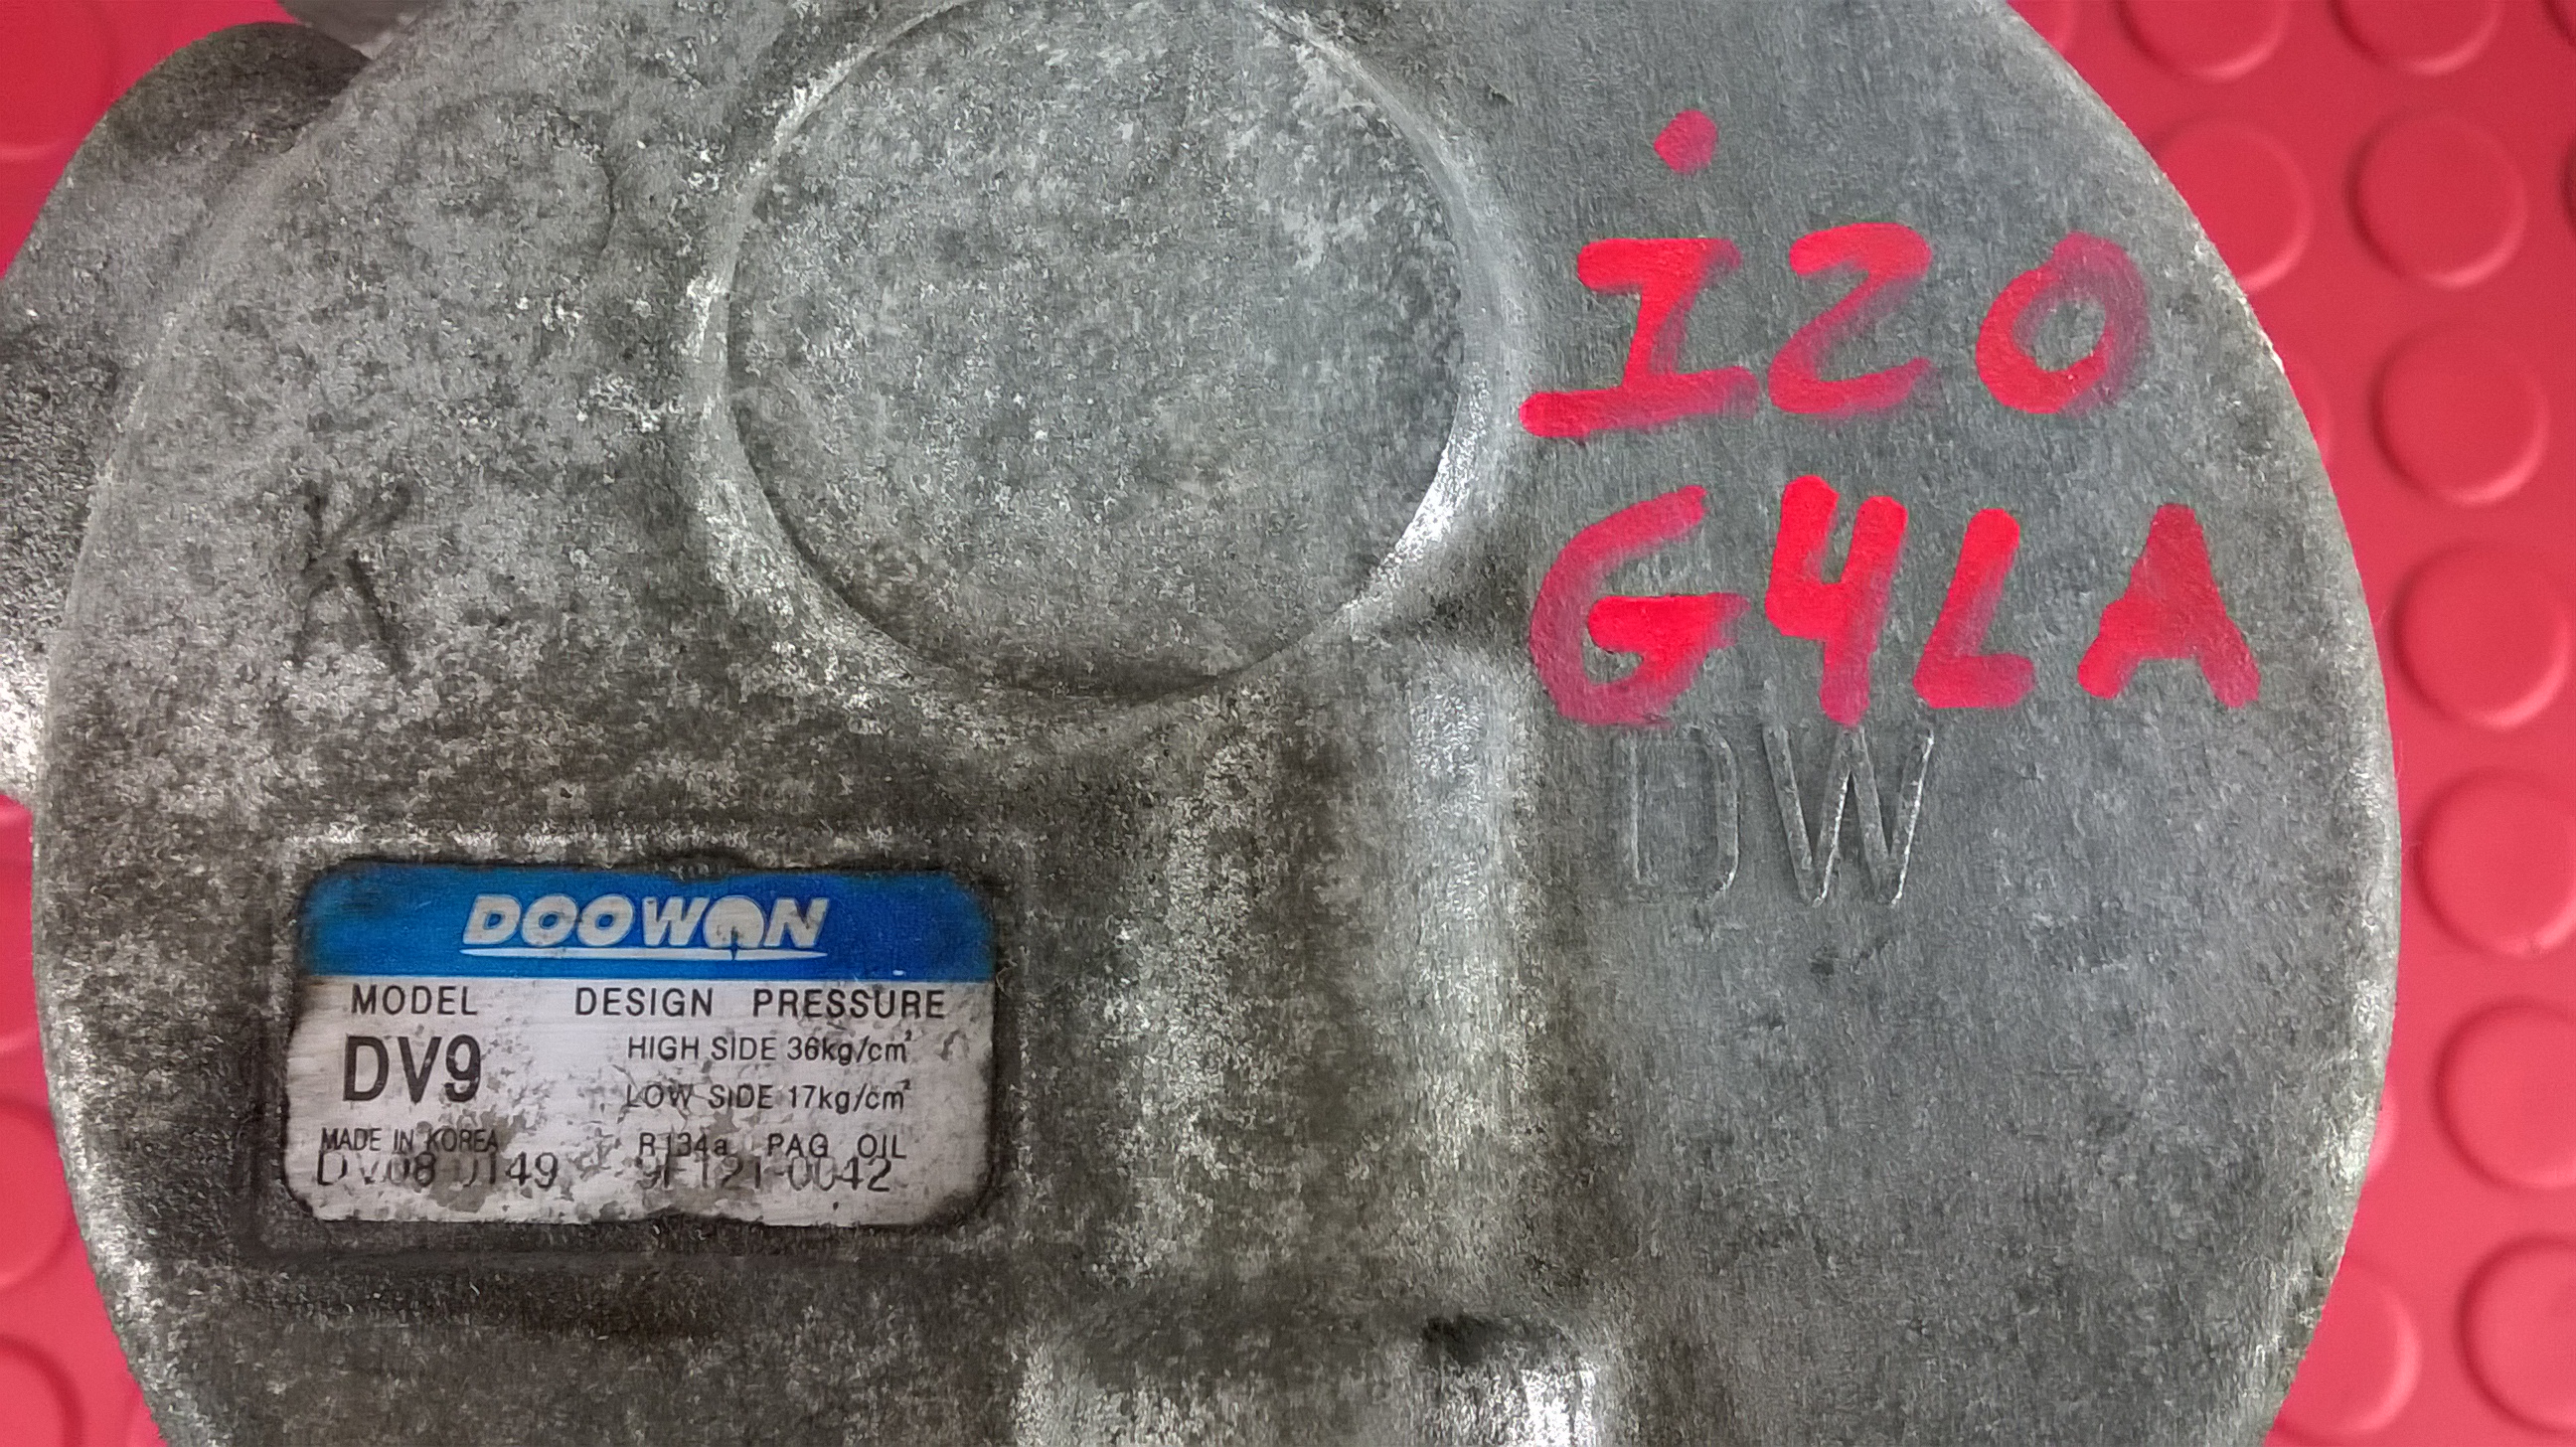 i20
G4LA
K
DW
DOOWON
MODEL DESIGN PRESSURE
DV9 HIGH SIDE 36kg/cm²
LOW SIDE 17kg/cm²
MADE IN KOREA R134a PAG OIL
0042